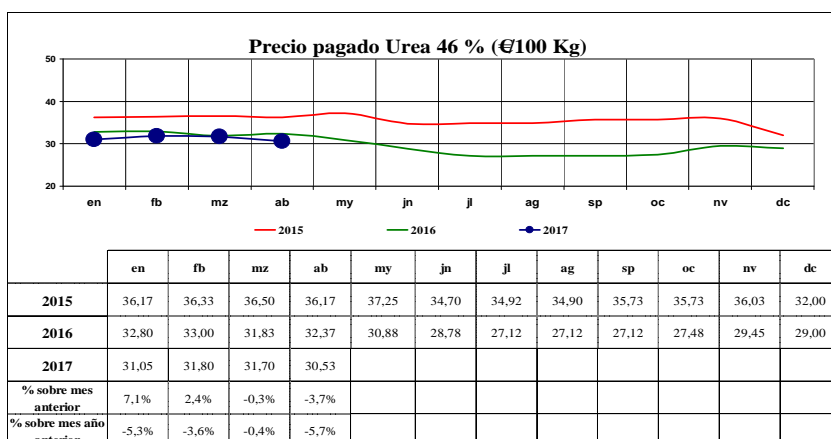 Precio pagado Urea 46 % (€/100 Kg)
50
40
30
20
en fb mz ab my jn jl ag sp oc nv dc
2015 2016 2017
en fb mz ab my jn jl ag sp oc nv dc
2015 36,17 36,33 36,50 36,17 37,25 34,70 34,92 34,90 35,73 35,73 36,03 32,00
2016 32,80 33,00 31,83 32,37 30,88 28,78 27,12 27,12 27,12 27,48 29,45 29,00
2017 31,05 31,80 31,70 30,53
% sobre mes
anterior 7,1% 2,4% -0,3% -3,7%
% sobre mes año
anterior -5,3% -3,6% -0,4% -5,7%